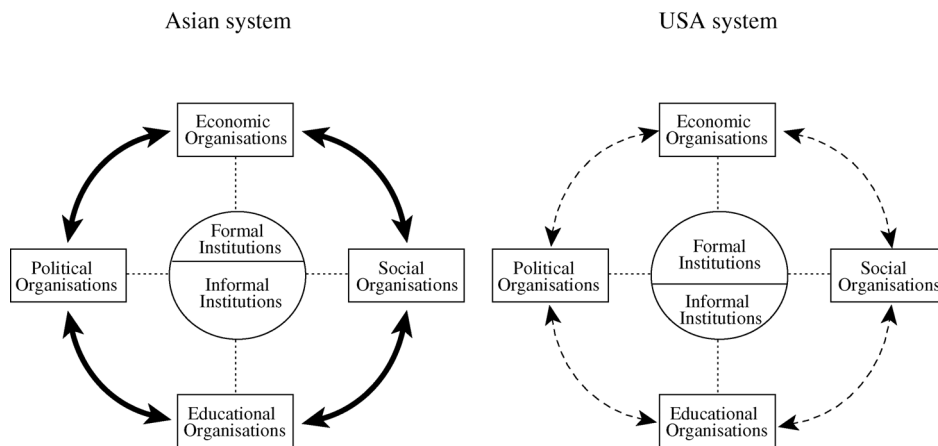 Asian system
USA system
Economic
Organisations
Formal
Institutions
Informal
Institutions
Political
Organisations
Social
Organisations
Educational
Organisations
Economic
Organisations
Formal
Institutions
Informal
Institutions
Political
Organisations
Social
Organisations
Educational
Organisations